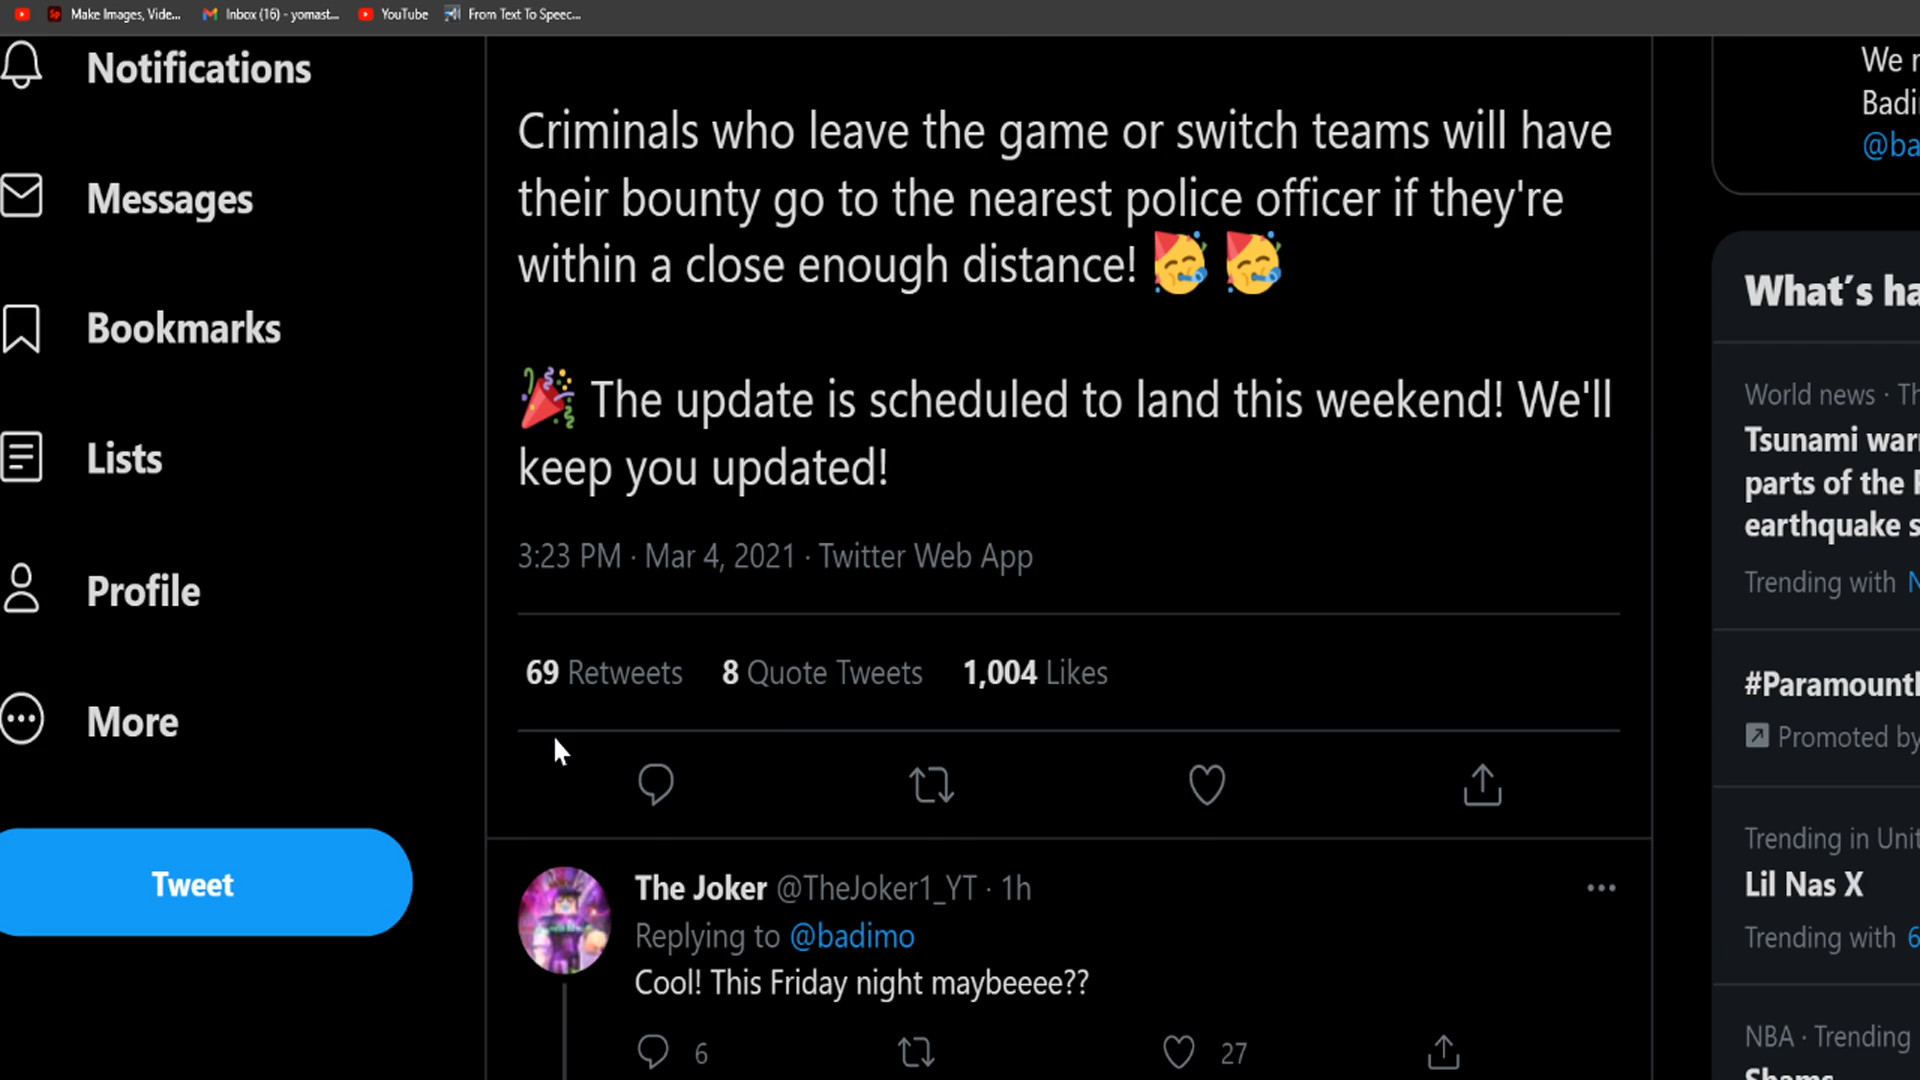 Make Images, Vide...
Inbox (16) - yomast...
YouTube
From Text To Speec...
Notifications
Messages
Bookmarks
Lists
Profile
More
Tweet
Criminals who leave the game or switch teams will have
their bounty go to the nearest police officer if they're
within a close enough distance! 🥳 🥳
🎉 The update is scheduled to land this weekend! We'll
keep you updated!
3:23 PM · Mar 4, 2021 · Twitter Web App
69 Retweets 8 Quote Tweets 1,004 Likes
The Joker @TheJoker1_YT · 1h
Replying to @badimo
Cool! This Friday night maybeeee??
6
27
We
Badi
@ba
What's ha
World news · Th
Tsunami warn
parts of the
earthquake s
Trending with
#Paramount
Promoted by
Trending in Unit
Lil Nas X
Trending with 6
NBA · Trending
Shams